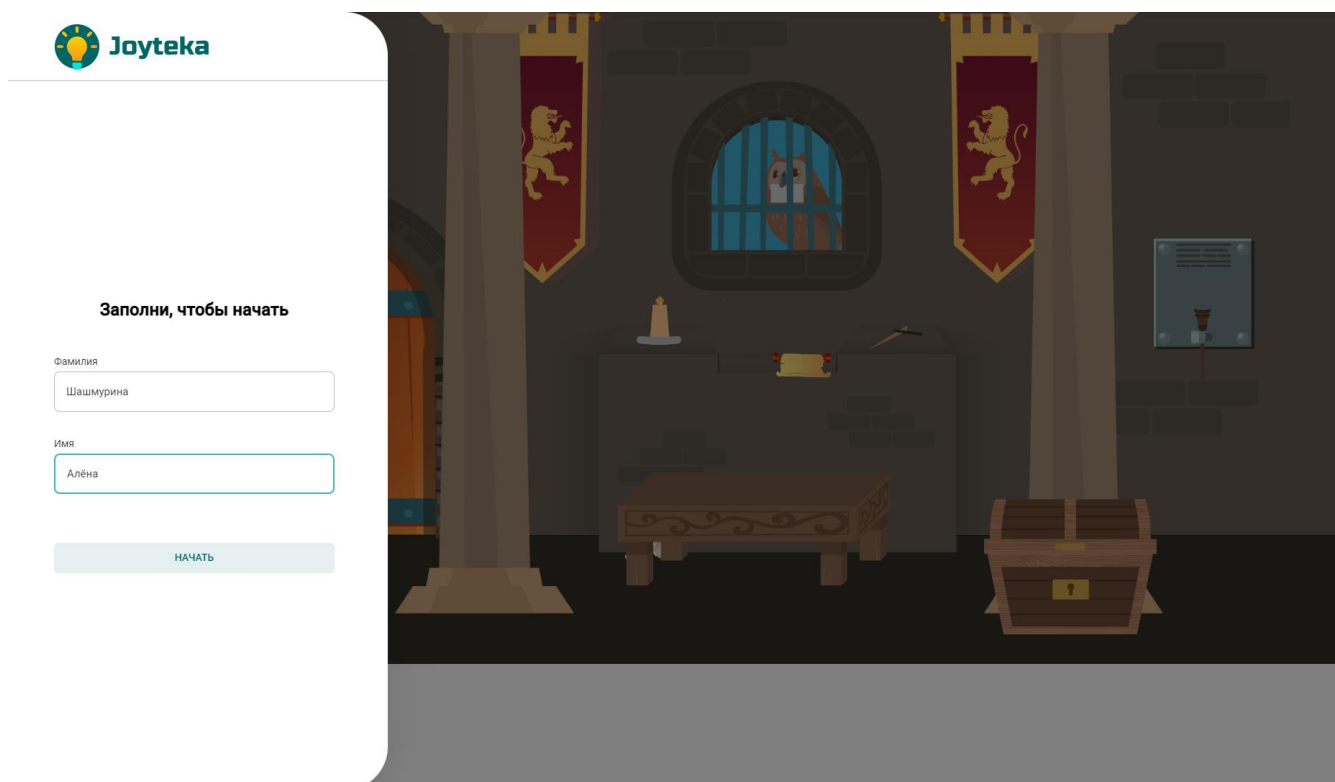 Joyteka
Заполни, чтобы начать
Фамилия
Шашмурина
Имя
Алёна
НАЧАТЬ